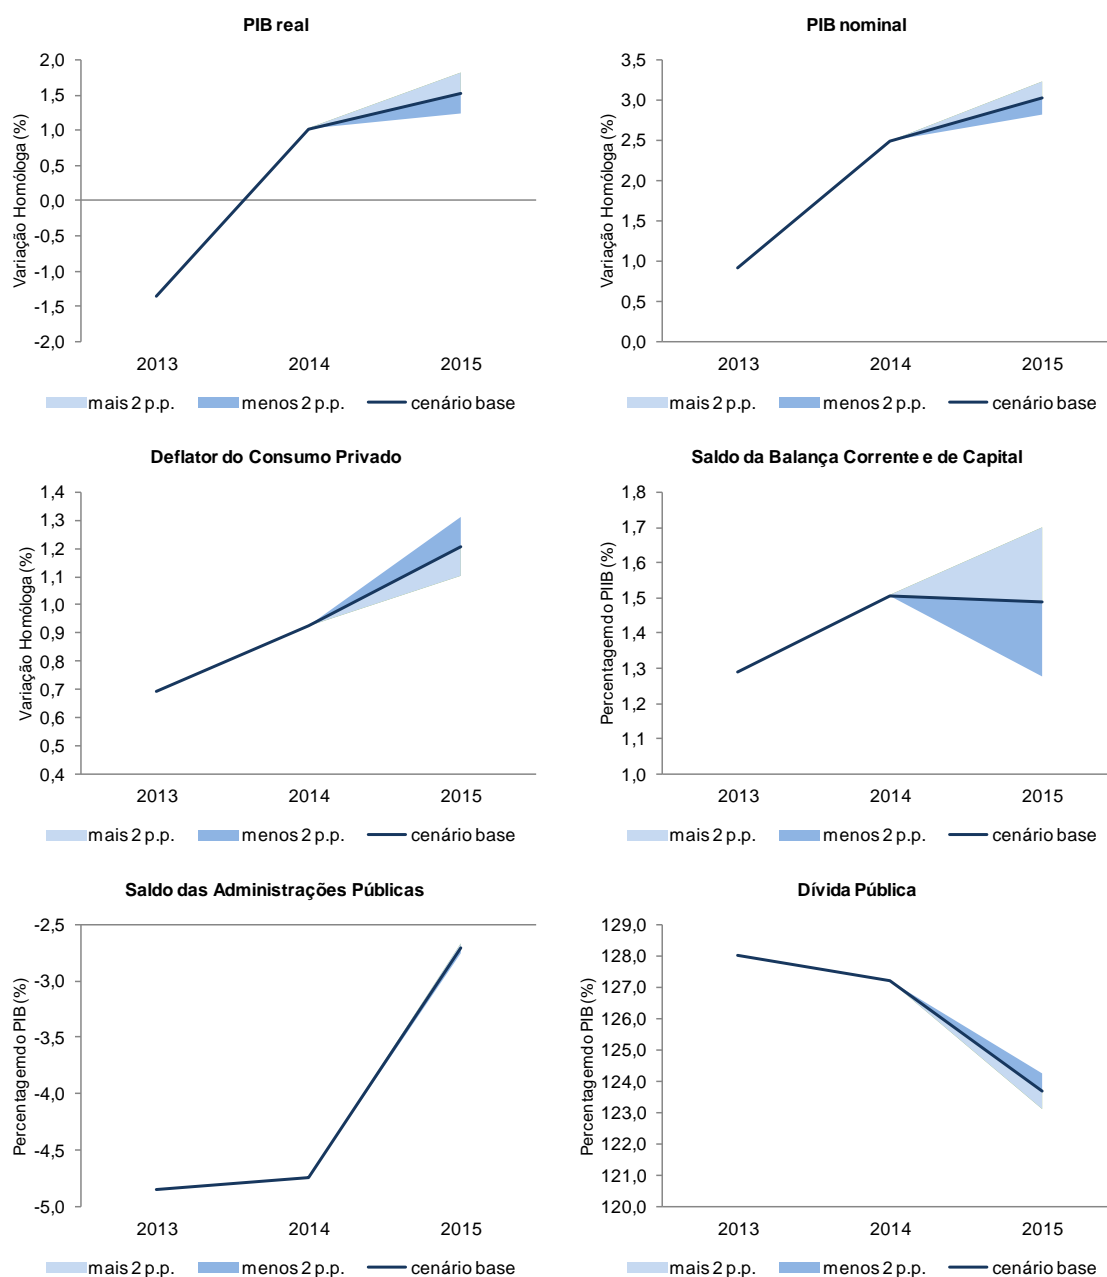 PIB real
Variação Homóloga (%)
2,0
1,5
1,0
0,5
0,0
-0,5
-1,0
-1,5
-2,0
2013 2014 2015
mais 2 p.p. menos 2 p.p. cenário base
PIB nominal
Variação Homóloga (%)
3,5
3,0
2,5
2,0
1,5
1,0
0,5
0,0
2013 2014 2015
mais 2 p.p. menos 2 p.p. cenário base
Deflator do Consumo Privado
Variação Homóloga (%)
1,4
1,3
1,2
1,1
1,0
0,9
0,8
0,7
0,6
0,5
0,4
2013 2014 2015
mais 2 p.p. menos 2 p.p. cenário base
Saldo da Balança Corrente e de Capital
Percentagem do PIIB (%)
1,8
1,7
1,6
1,5
1,4
1,3
1,2
1,1
1,0
2013 2014 2015
mais 2 p.p. menos 2 p.p. cenário base
Saldo das Administrações Públicas
Percentagem do PIB (%)
-2,5
-3,0
-3,5
-4,0
-4,5
-5,0
2013 2014 2015
mais 2 p.p. menos 2 p.p. cenário base
Dívida Pública
Percentagem do PIB (%)
129,0
128,0
127,0
126,0
125,0
124,0
123,0
122,0
121,0
120,0
2013 2014 2015
mais 2 p.p. menos 2 p.p. cenário base